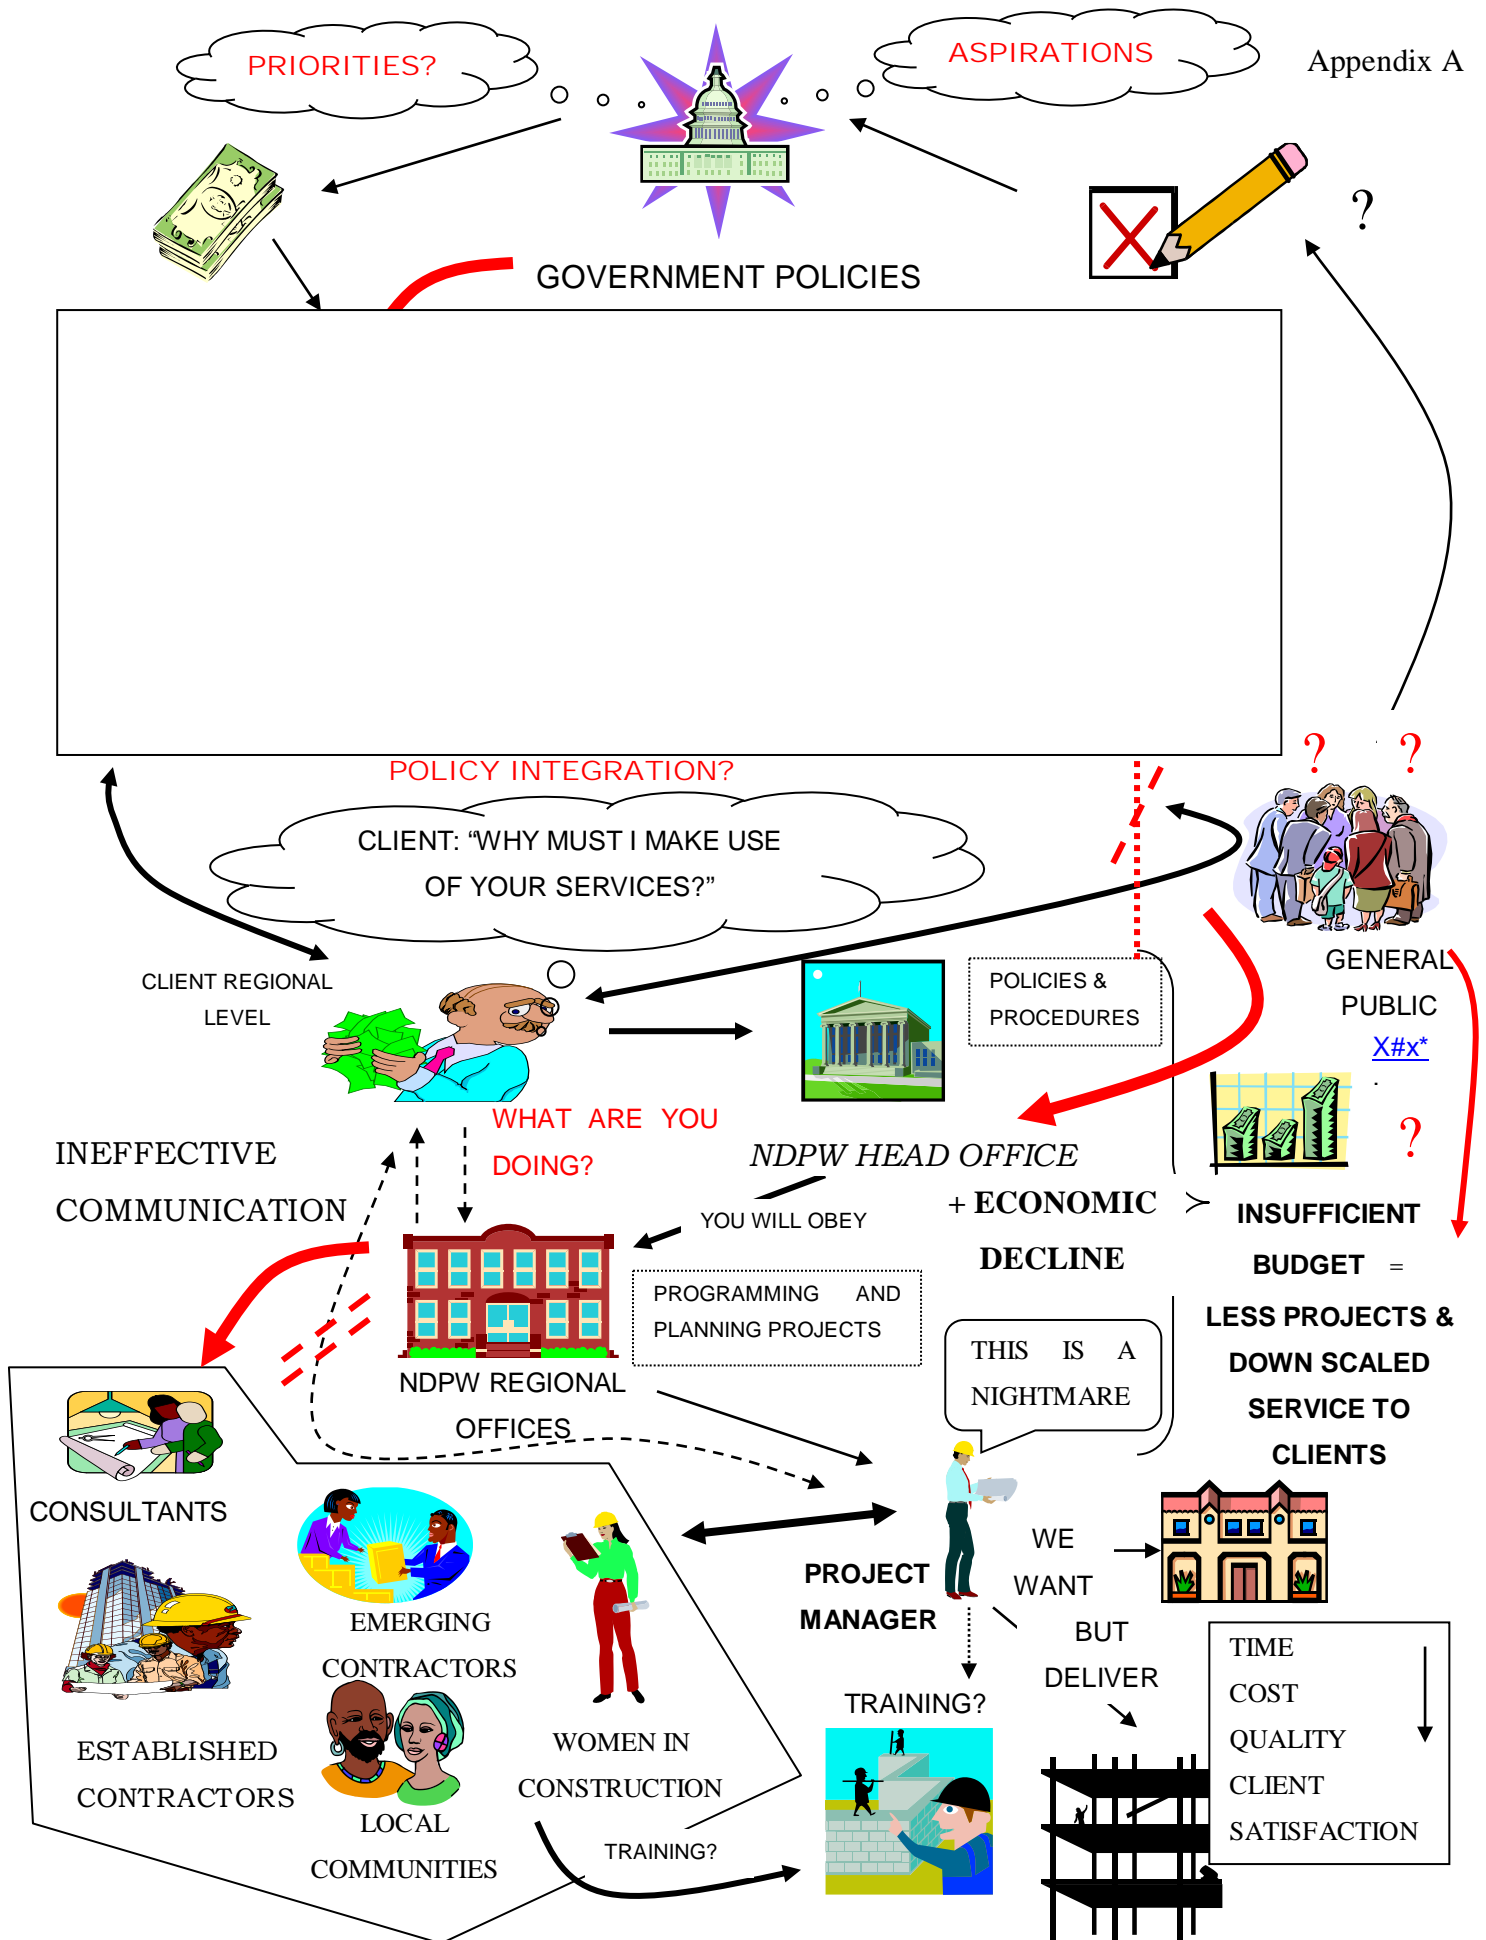 PRIORITIES?
ASPIRATIONS
Appendix A
?
GOVERNMENT POLICIES
POLICY INTEGRATION?
? ?
CLIENT: “WHY MUST I MAKE USE
OF YOUR SERVICES?”
CLIENT REGIONAL
LEVEL
POLICIES &
PROCEDURES
GENERAL
PUBLIC
X#x*
.
WHAT ARE YOU
DOING?
INEFFECTIVE
COMMUNICATION
NDPW HEAD OFFICE
?
+ ECONOMIC
DECLINE
YOU WILL OBEY
INSUFFICIENT
BUDGET =
LESS PROJECTS &
DOWN SCALED
SERVICE TO
CLIENTS
PROGRAMMING AND
PLANNING PROJECTS
THIS IS A
NIGHTMARE
NDPW REGIONAL
OFFICES
CONSULTANTS
WE
WANT
PROJECT
MANAGER
EMERGING
CONTRACTORS
BUT
DELIVER
TIME
COST
QUALITY
CLIENT
SATISFACTION
TRAINING?
ESTABLISHED
CONTRACTORS
WOMEN IN
CONSTRUCTION
LOCAL
COMMUNITIES
TRAINING?